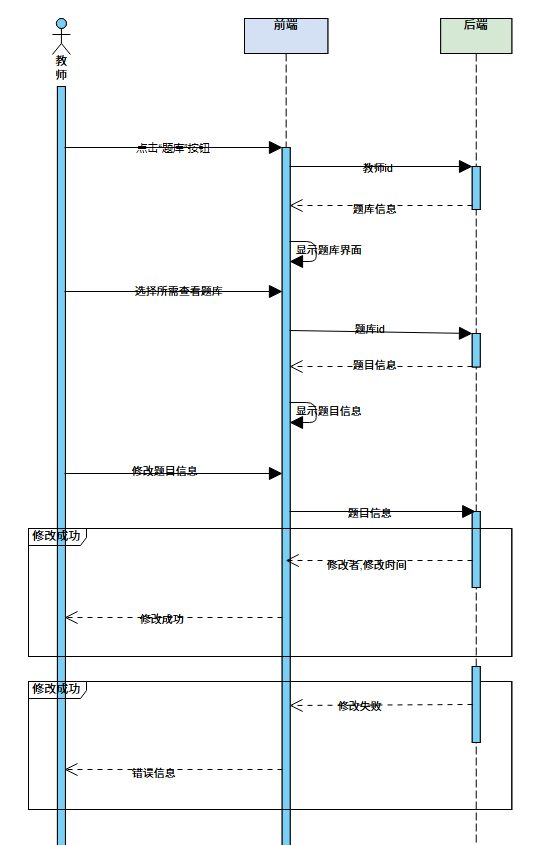 前端
后端
教
师
点击“题库”按钮
教师id
题库信息
显示题库界面
选择所需查看题库
题库id
题目信息
显示题目信息
修改题目信息
题目信息
修改成功
修改者,修改时间
修改成功
修改成功
修改失败
错误信息